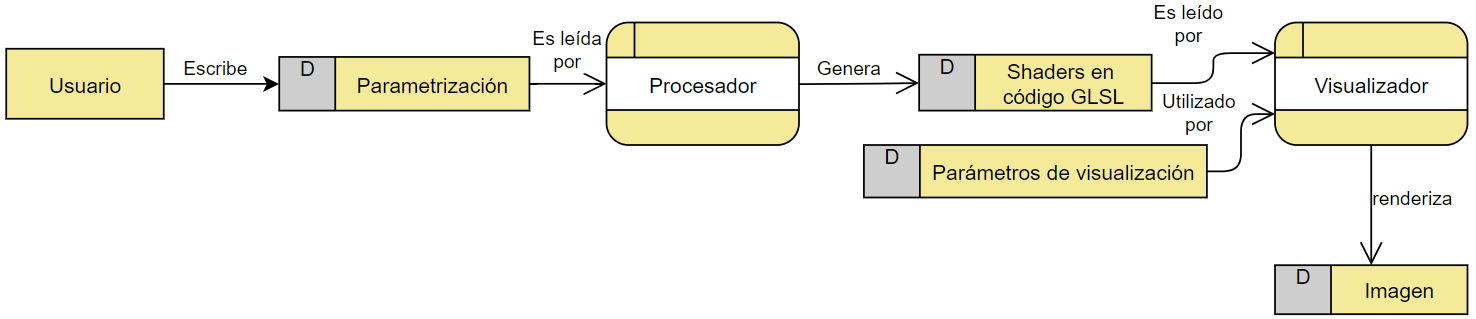 Usuario
Escribe
D
Parametrización
Es leída
por
Procesador
Genera
D
Shaders en
código GLSL
Es leído
por
Utilizado
por
D
Parámetros de visualización
Visualizador
renderiza
D
Imagen